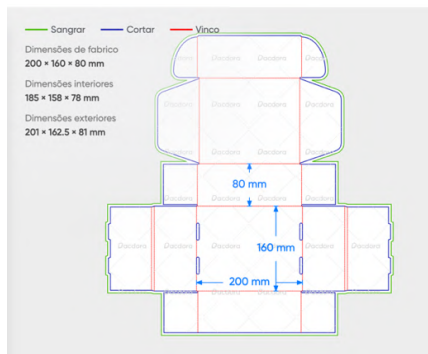 Sangrar Cortar Vinco
Dimensões de fabrico
200 × 160 × 80 mm
Dimensões interiores
185 × 158 × 78 mm
Dimensões exteriores
201 × 162.5 × 81 mm
80 mm
160 mm
200 mm